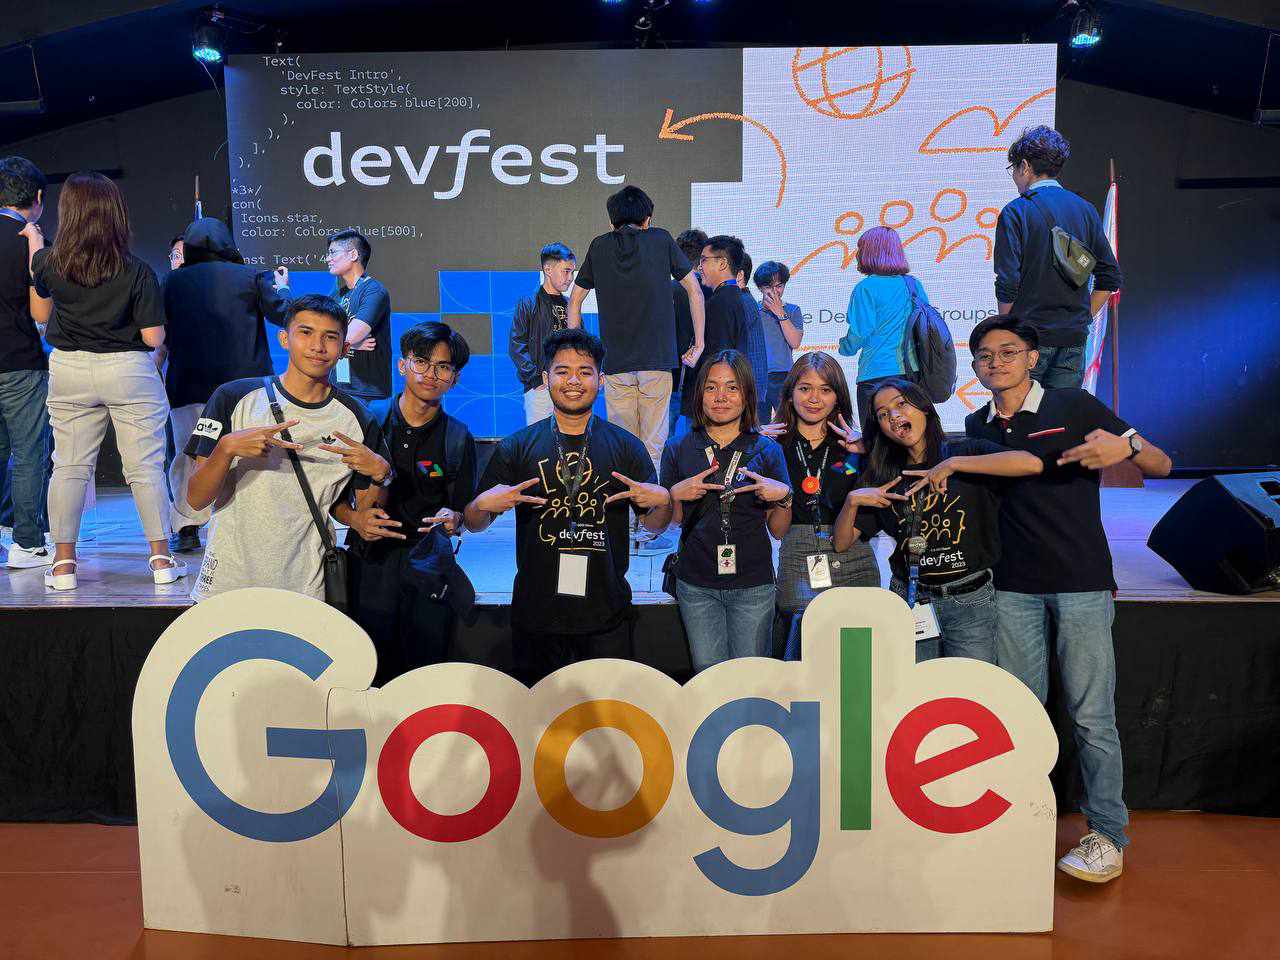 Text(
'DevFest Intro',
style: TextStyle(
color: Colors.blue[200],
),
),
],
),
,
*3*/
con(
Icons.star,
color: Colors.blue[500],
nst Text('4
devfest
Groups
devfest
2023
devfest
2023
Google